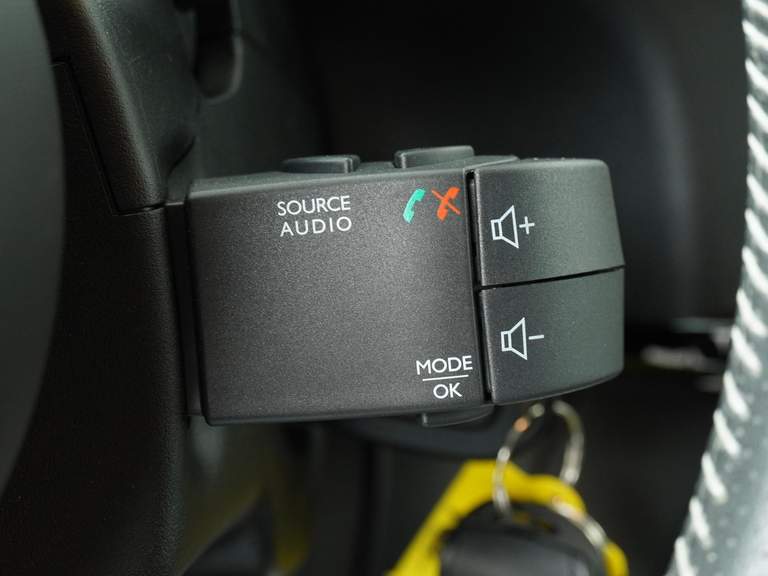 SOURCE
AUDIO
+
-
MODE
OK